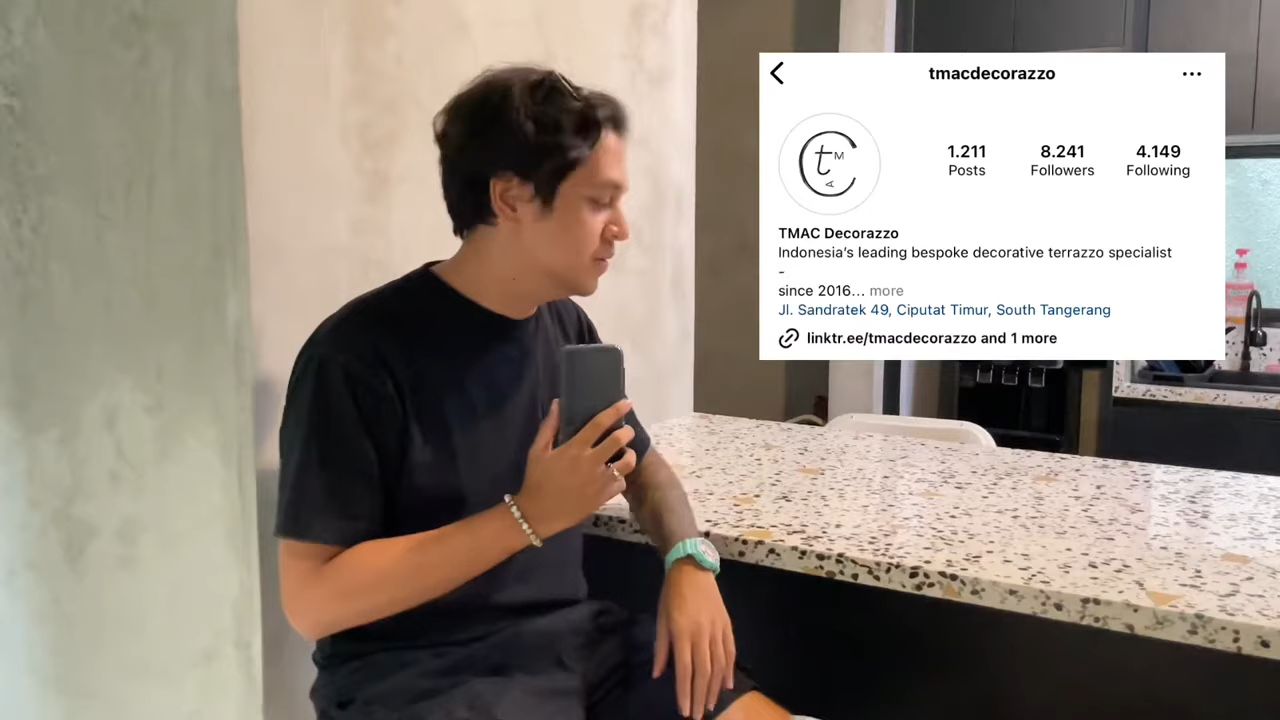 tmacdecorazzo
t M A
1.211 8.241 4.149
Posts Followers Following
TMAC Decorazzo
Indonesia's leading bespoke decorative terrazzo specialist
-
since 2016... more
Jl. Sandratek 49, Ciputat Timur, South Tangerang
linktr.ee/tmacdecorazzo and 1 more